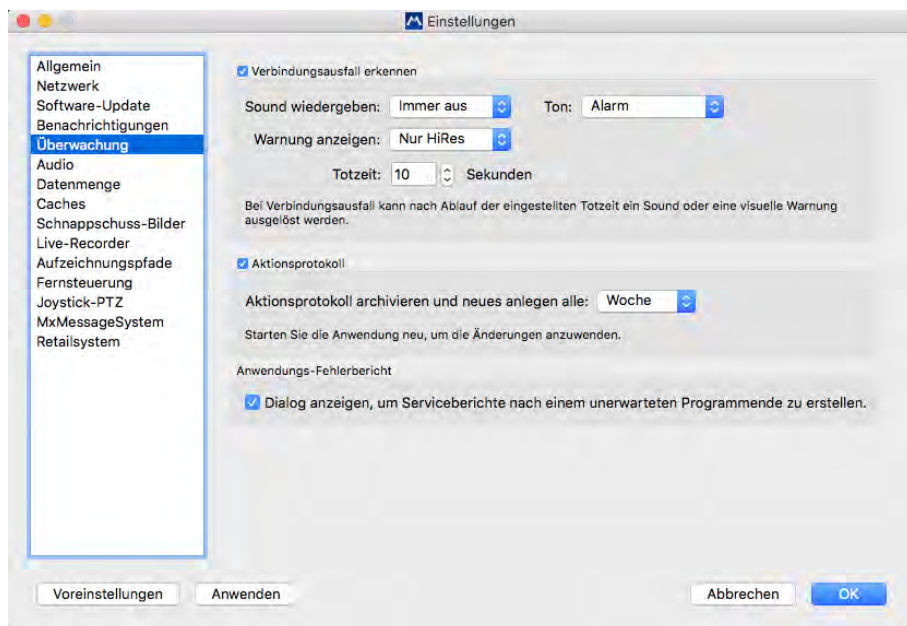 Einstellungen
Allgemein
Netzwerk
Software-Update
Benachrichtigungen
Überwachung
Audio
Datenmenge
Caches
Schnappschuss-Bilder
Live-Recorder
Aufzeichnungspfade
Fernsteuerung
Joystick-PTZ
MxMessageSystem
Retailsystem
Verbindungsausfall erkennen
Sound wiedergeben: Immer aus Ton: Alarm
Warnung anzeigen: Nur HiRes
Totzeit: 10 Sekunden
Bei Verbindungsausfall kann nach Ablauf der eingestellten Totzeit ein Sound oder eine visuelle Warnung
ausgelöst werden.
Aktionsprotokoll
Aktionsprotokoll archivieren und neues anlegen alle: Woche
Starten Sie die Anwendung neu, um die Änderungen anzuwenden.
Anwendungs-Fehlerbericht
Dialog anzeigen, um Serviceberichte nach einem unerwarteten Programmende zu erstellen.
Voreinstellungen Anwenden Abbrechen OK